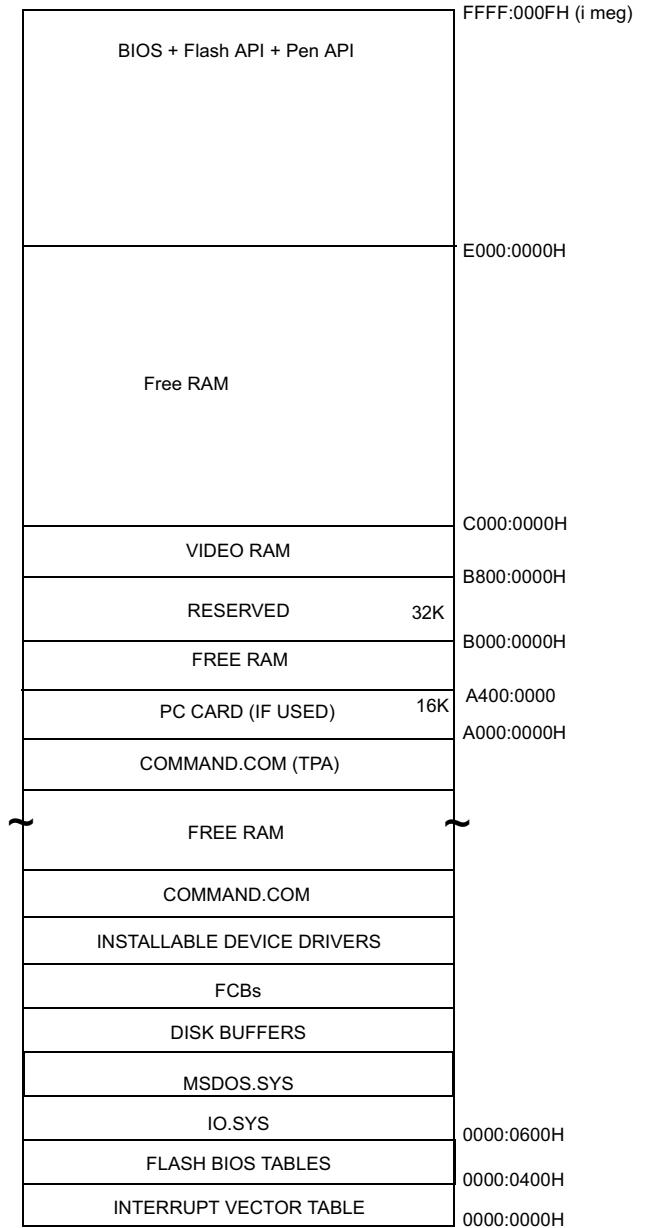 FFFF:000FH (i meg)
BIOS + Flash API + Pen API
E000:0000H
Free RAM
C000:0000H
VIDEO RAM
B800:0000H
RESERVED 32K
B000:0000H
FREE RAM
A400:0000
PC CARD (IF USED) 16K
A000:0000H
COMMAND.COM (TPA)
~ ~
FREE RAM
COMMAND.COM
INSTALLABLE DEVICE DRIVERS
FCBs
DISK BUFFERS
MSDOS.SYS
IO.SYS
0000:0600H
FLASH BIOS TABLES
0000:0400H
INTERRUPT VECTOR TABLE
0000:0000H